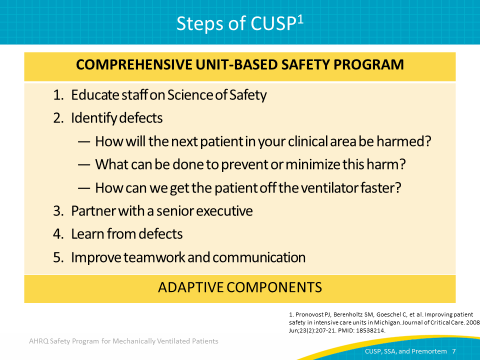 Steps of CUSP¹
COMPREHENSIVE UNIT-BASED SAFETY PROGRAM
1. Educate staff on Science of Safety
2. Identify defects
— How will the next patient in your clinical area be harmed?
— What can be done to prevent or minimize this harm?
— How can we get the patient off the ventilator faster?
3. Partner with a senior executive
4. Learn from defects
5. Improve teamwork and communication
ADAPTIVE COMPONENTS
1. Pronovost PJ, Berenholtz SM, Goeschel C, et al. Improving patient
safety in intensive care units in Michigan. Journal of Critical Care. 2008
Jun;23(2):207-21. PMID: 18538214.
AHRQ Safety Program for Mechanically Ventilated Patients
CUSP, SSA, and Premortem 7